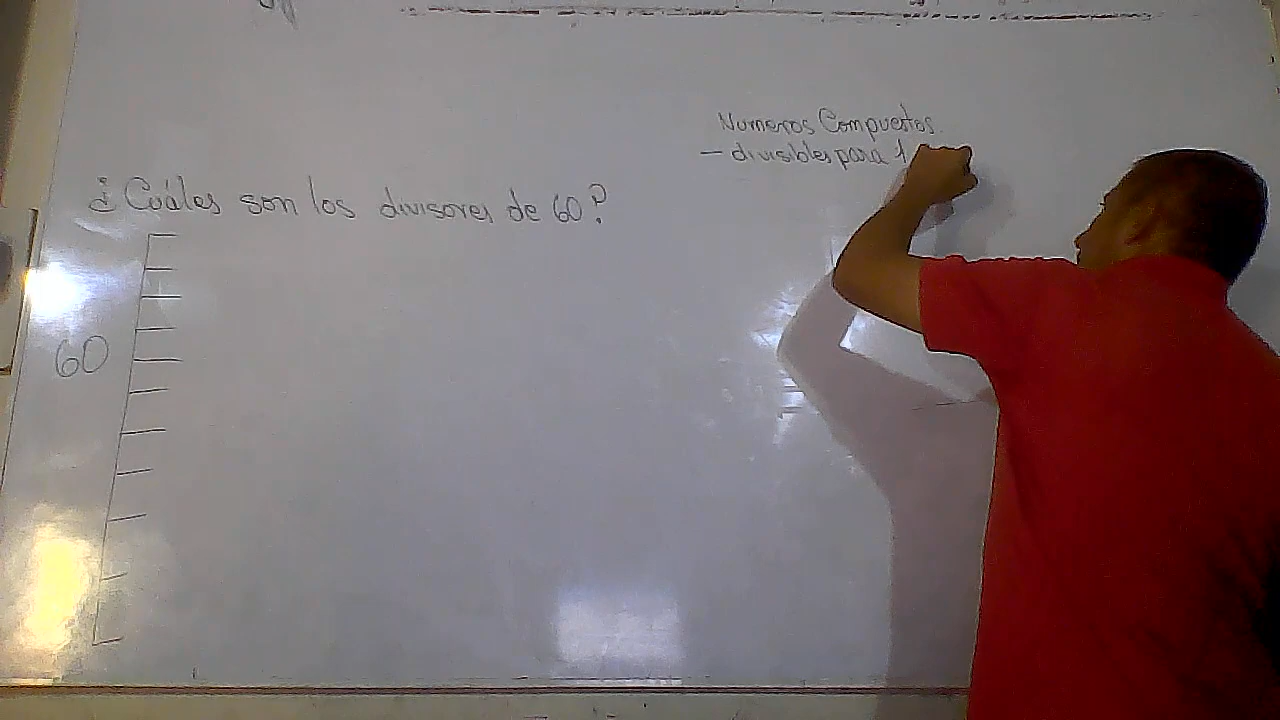 Numeros Compuestos
- divisibles para 1
¿Cuáles son los divisores de 60?
60